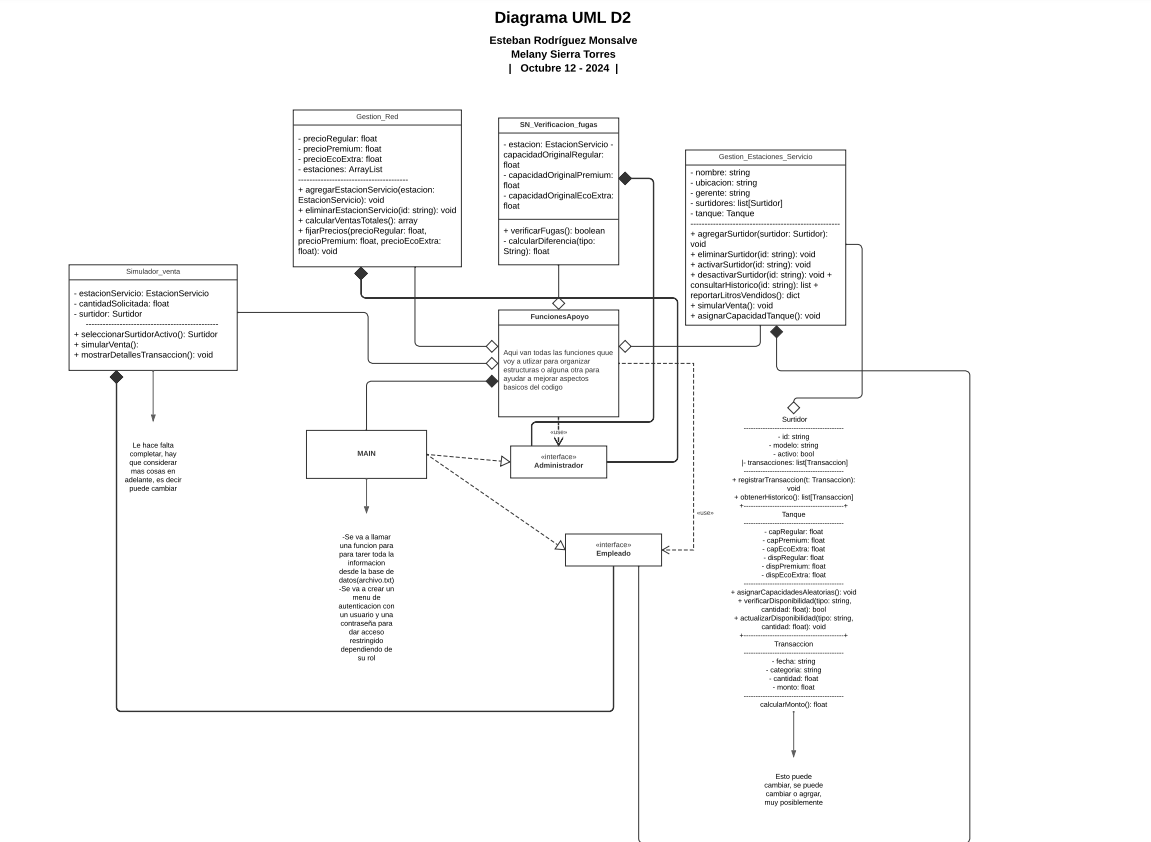 Diagrama UML D2
Esteban Rodríguez Monsalve
Melany Sierra Torres
| Octubre 12 - 2024 |
Gestion_Red
- precioRegular: float
- precioPremium: float
- precioEcoExtra: float
- estaciones: ArrayList
--------------------------------------
+ agregarEstacionServicio(estacion:
EstacionServicio): void
+ eliminarEstacionServicio(id: string): void
+ calcularVentasTotales(): array
+ fijarPrecios(precioRegular: float,
precioPremium: float, precioEcoExtra:
float): void
SN_Verificacion_fugas
- estacion: EstacionServicio -
capacidadOriginalRegular:
float
- capacidadOriginalPremium:
float
- capacidadOriginalEcoExtra:
float
+ verificarFugas(): boolean
- calcularDiferencia(tipo:
String): float
Gestion_Estaciones_Servicio
- nombre: string
- ubicacion: string
- gerente: string
- surtidores: list[Surtidor]
- tanque: Tanque
----------------------------------------------------
+ agregarSurtidor(surtidor: Surtidor):
void
+ eliminarSurtidor(id: string): void
+ activarSurtidor(id: string): void
+ desactivarSurtidor(id: string): void +
consultarHistorico(id: string): list +
reportarLitrosVendidos(): dict
+ simularVenta(): void
+ asignarCapacidadTanque(): void
Simulador_venta
- estacionServicio: EstacionServicio
- cantidadSolicitada: float
- surtidor: Surtidor
----------------------------------------------
+ seleccionarSurtidorActivo(): Surtidor
+ simularVenta():
+ mostrarDetallesTransaccion(): void
Le hace falta
completar, hay
que considerar
mas cosas en
adelante, es decir
puede cambiar
FuncionesApoyo
Aqui van todas las funciones quue
voy a utlizar para organizar
estructuras o alguna otra para
ayudar a mejorar aspectos
basicos del codigo
«use»
MAIN
«interface»
Administrador
«use»
«interface»
Empleado
-Se va a llamar
una funcion para
para tarer toda la
informacion
desde la base de
datos(archivo.txt)
-Se va a crear un
menu de
autenticacion con
un usuario y una
contraseña para
dar acceso
restringido
dependiendo de
su rol
Surtidor
--------------------------------------
- id: string
- modelo: string
- activo: bool
|- transacciones: list[Transaccion]
--------------------------------------
+ registrarTransaccion(t: Transaccion):
void
+ obtenerHistorico(): list[Transaccion]
+---------------------------------------+
Tanque
--------------------------------------
- capRegular: float
- capPremium: float
- capEcoExtra: float
- dispRegular: float
- dispPremium: float
- dispEcoExtra: float
--------------------------------------
+ asignarCapacidadesAleatorias(): void
+ verificarDisponibilidad(tipo: string,
cantidad: float): bool
+ actualizarDisponibilidad(tipo: string,
cantidad: float): void
+---------------------------------------+
Transaccion
--------------------------------------
- fecha: string
- categoria: string
- cantidad: float
- monto: float
--------------------------------------
calcularMonto(): float
Esto puede
cambiar, se puede
cambiar o agrgar,
muy posiblemente